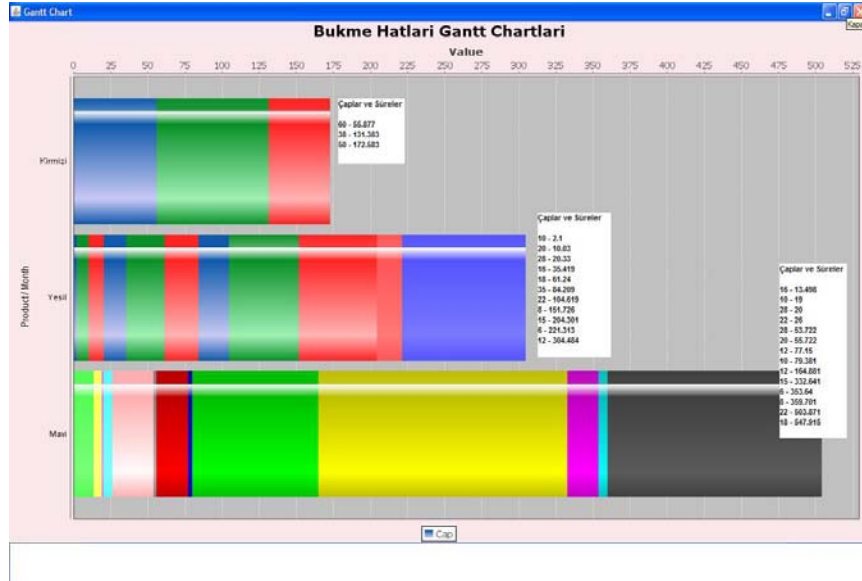 Gantt Chart
Kapa
Bukme Hatlari Gantt Chartlari
Value
0 25 50 75 100 125 150 175 200 225 250 275 300 325 350 375 400 425 450 475 500 525
Product / Month
Kirmizi
Çaplar ve Süreler
60 - 55.877
38 - 131.383
50 - 172.583
Yesil
Çaplar ve Süreler
10 - 2.1
20 - 10.03
28 - 20.33
16 - 35.419
18 - 61.24
35 - 84.209
22 - 104.619
8 - 151.726
15 - 204.301
6 - 221.313
12 - 304.484
Mavi
Çaplar ve Süreler
16 - 13.498
10 - 19
28 - 20
22 - 26
28 - 53.722
20 - 55.722
12 - 77.15
10 - 79.381
12 - 164.881
15 - 332.641
6 - 353.64
8 - 359.701
22 - 503.871
18 - 547.915
Cap